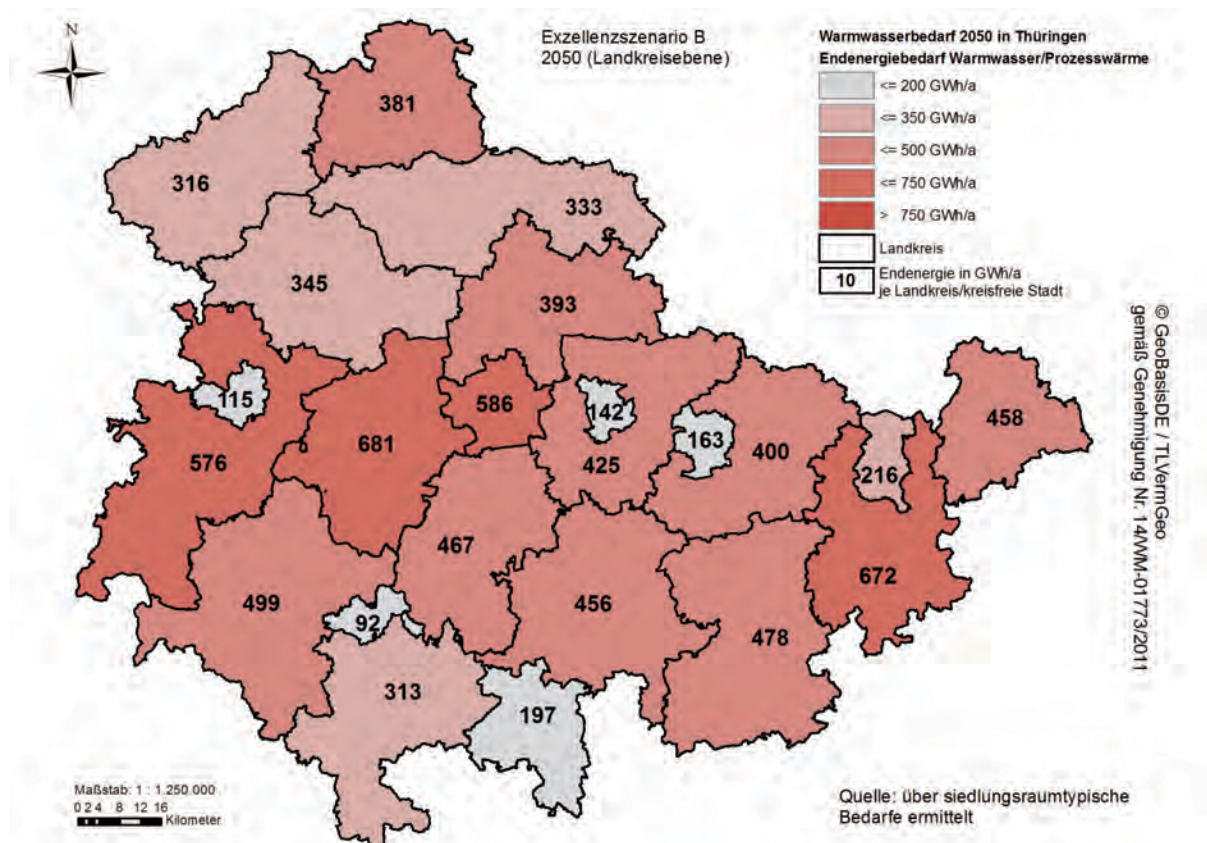 N
Exzellenzszenario B
2050 (Landkreisebene)
Warmwasserbedarf 2050 in Thüringen
Endenergiebedarf Warmwasser/Prozesswärme
<= 200 GWh/a
<= 350 GWh/a
<= 500 GWh/a
<= 750 GWh/a
> 750 GWh/a
Landkreis
10 Endenergie in GWh/a
je Landkreis/kreisfreie Stadt
381
316
333
345
393
115
586
142
458
576
681
163
400
425
216
467
672
499
456
92
478
313
197
© GeoBasisDE / TLVermGeo
gemäß Genehmigung Nr. 14/WM-01773/2011
Maßstab: 1 : 1.250.000
0 2 4 8 12 16
Kilometer
Quelle: über siedlungsraumtypische
Bedarfe ermittelt